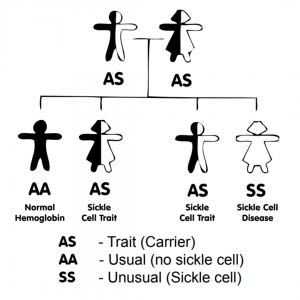 AS AS
AA AS AS SS
Normal Hemoglobin Sickle Cell Trait Sickle Cell Trait Sickle Cell Disease
AS - Trait (Carrier)
AA - Usual (no sickle cell)
SS - Unusual (Sickle cell)